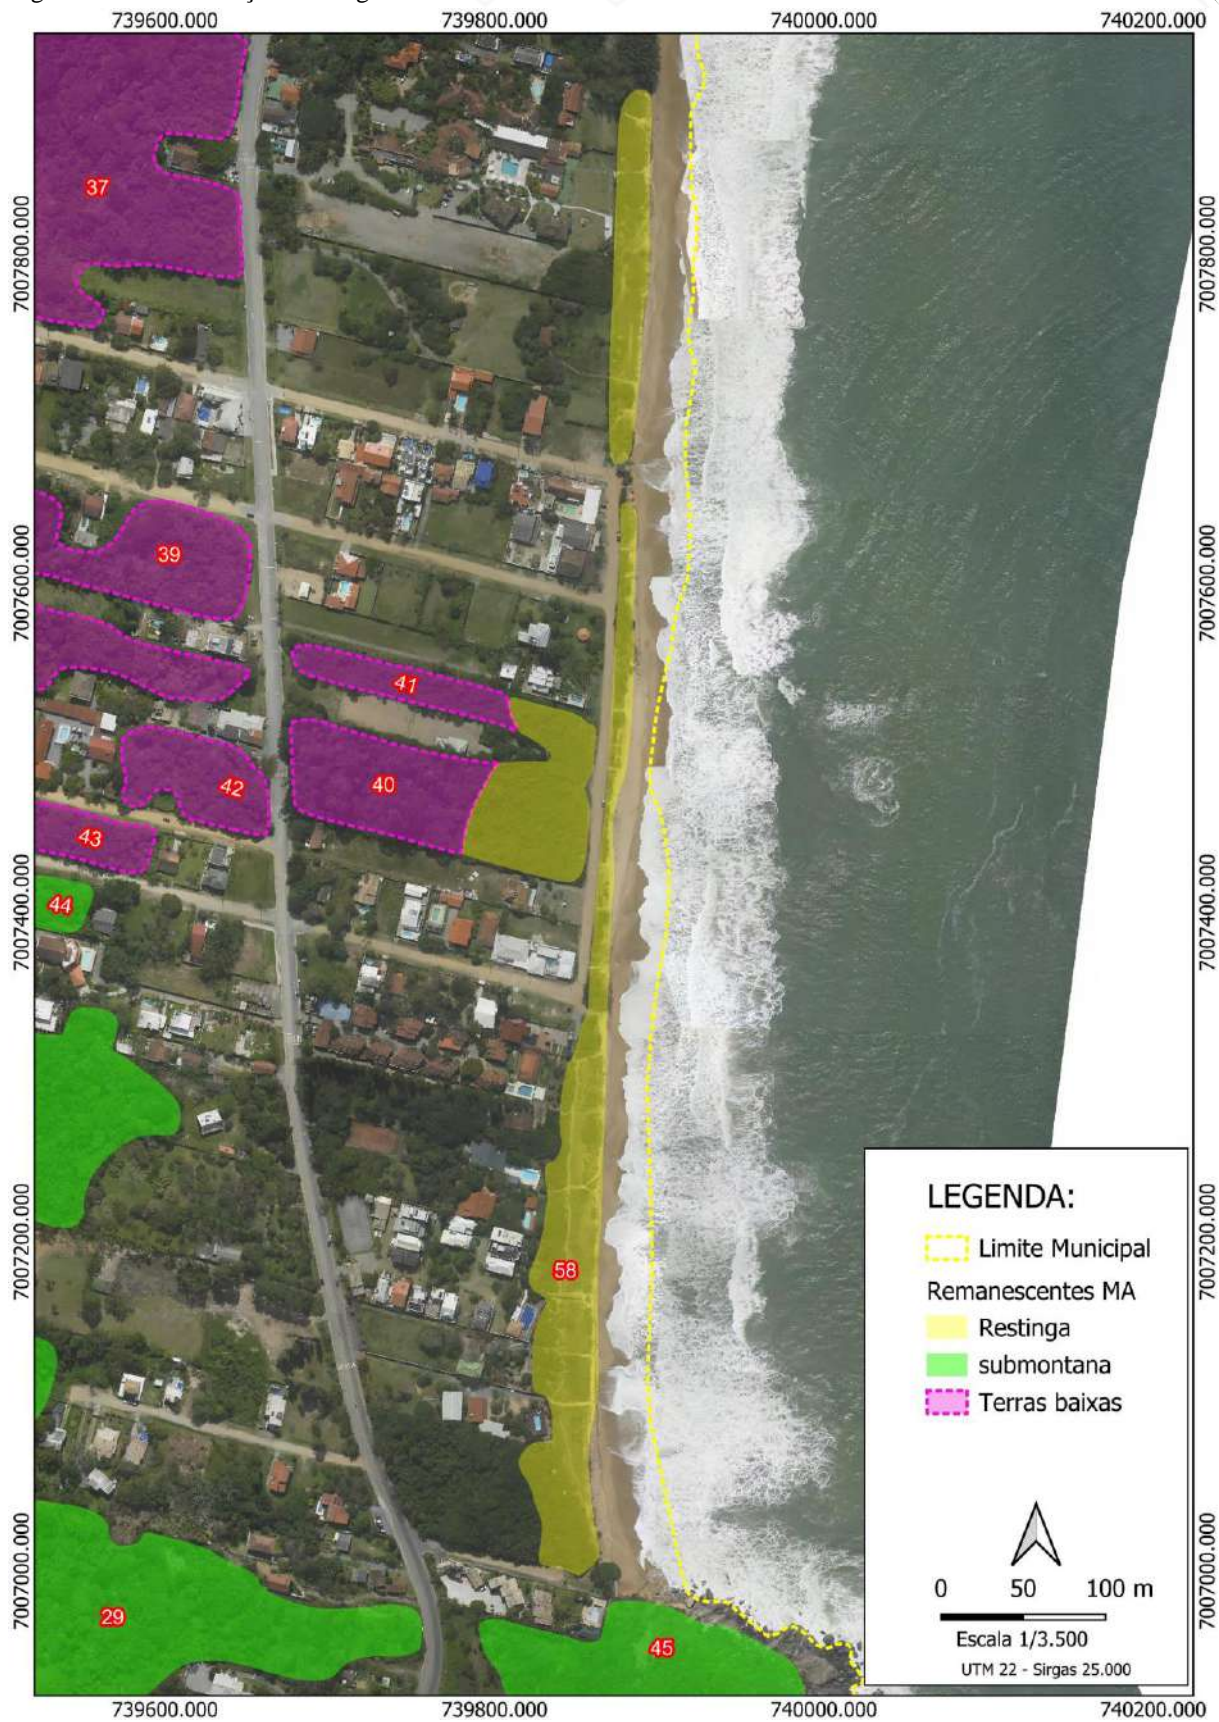 739600.000 739800.000 740000.000 740200.000
37
7007800.000 7007800.000
39
7007600.000 7007600.000
41
40
42
43
44
7007400.000 7007400.000
LEGENDA:
Limite Municipal
Remanescentes MA
Restinga
submontana
Terras baixas
7007200.000 7007200.000
58
0 50 100 m
Escala 1/3.500
UTM 22 - Sirgas 25.000
7007000.000 7007000.000
29
45
739600.000 739800.000 740000.000 740200.000